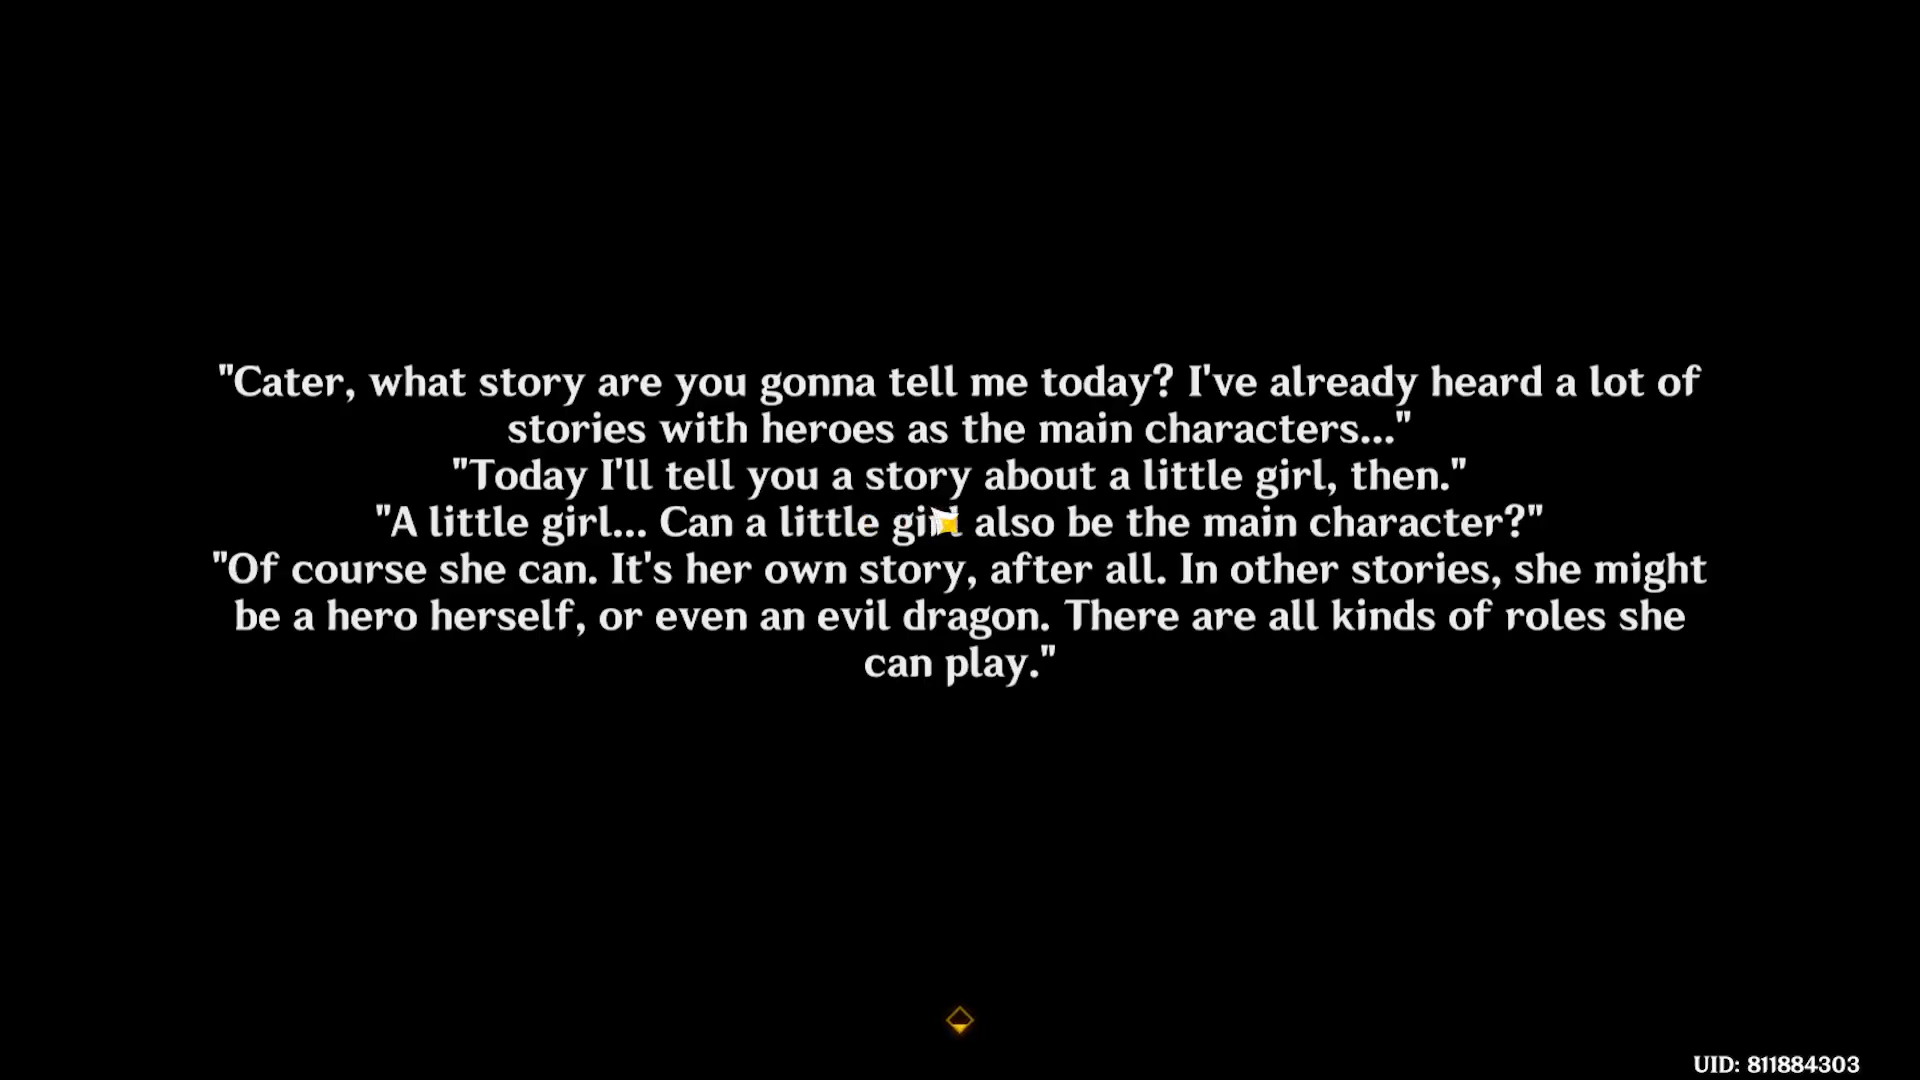 "Cater, what story are you gonna tell me today? I've already heard a lot of
stories with heroes as the main characters..."
"Today I'll tell you a story about a little girl, then."
"A little girl... Can a little girl also be the main character?"
"Of course she can. It's her own story, after all. In other stories, she might
be a hero herself, or even an evil dragon. There are all kinds of roles she
can play."
UID: 811884303